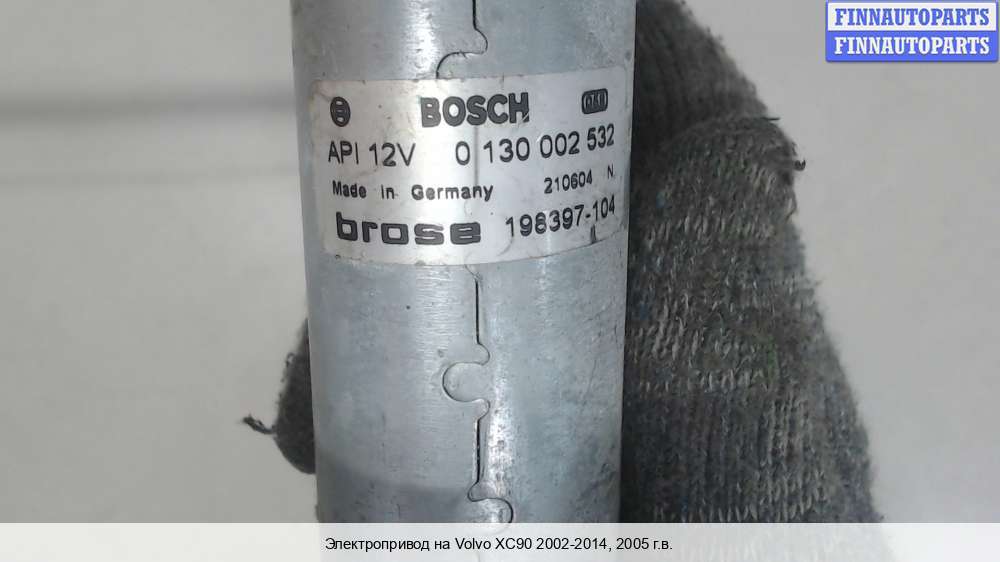 FINNAUTOPARTS
FINNAUTOPARTS
BOSCH
API 12V 0 130 002 532
Made in Germany 210604 N
brose 198397-104
Электропривод на Volvo XC90 2002-2014, 2005 г.в.